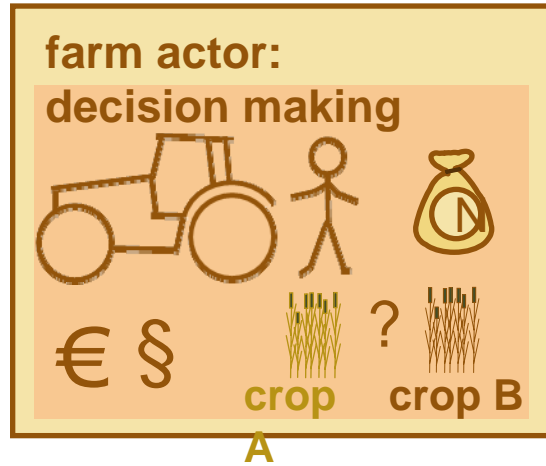 farm actor:
decision making
N
€ § ?
crop crop B
A